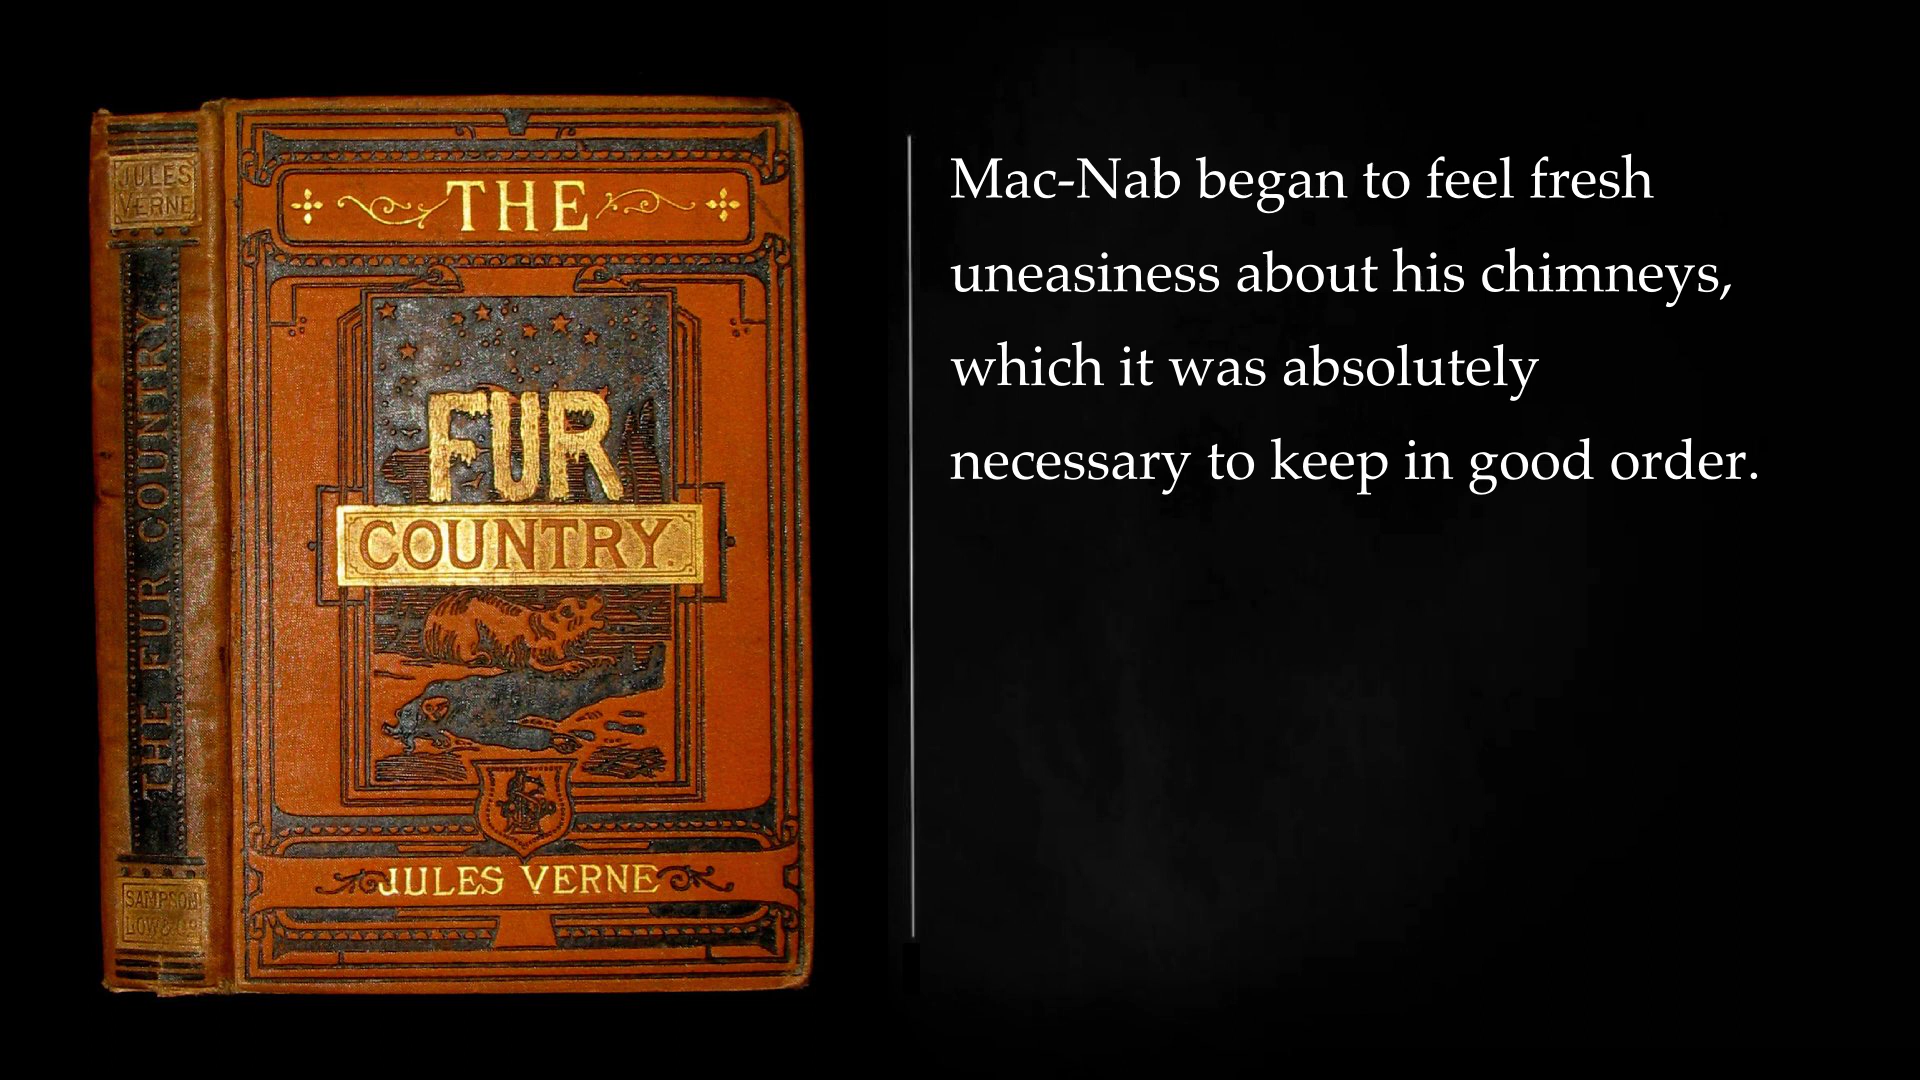 JULES
VERNE
THE FUR COUNTRY.
SAMPSON
LOW & Co
THE
FUR
COUNTRY.
JULES VERNE
Mac-Nab began to feel fresh
uneasiness about his chimneys,
which it was absolutely
necessary to keep in good order.